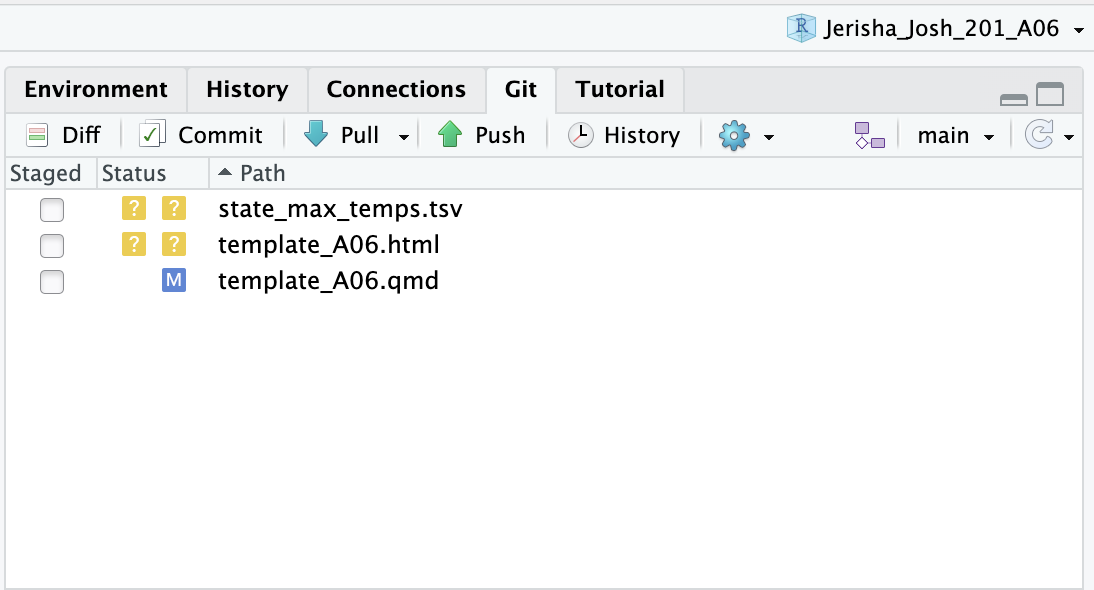 Jerisha_Josh_201_A06
Environment History Connections Git Tutorial
Diff Commit Pull Push History main
Staged Status Path
? ? state_max_temps.tsv
? ? template_A06.html
M template_A06.qmd